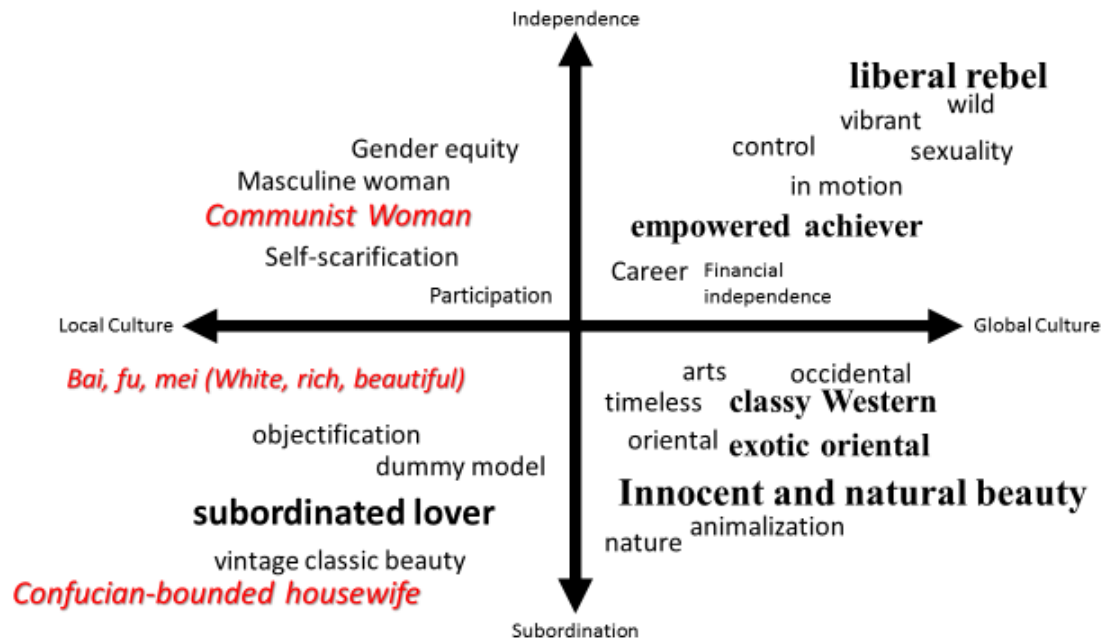 Independence
liberal rebel
wild
vibrant
control
sexuality
Gender equity
Masculine woman
in motion
Communist Woman
empowered achiever
Self-scarification
Career
Financial
independence
Participation
Local Culture
Global Culture
Bai, fu, mei (White, rich, beautiful)
arts
occidental
timeless
classy Western
objectification
oriental
exotic oriental
dummy model
Innocent and natural beauty
subordinated lover
animalization
nature
vintage classic beauty
Confucian-bounded housewife
Subordination